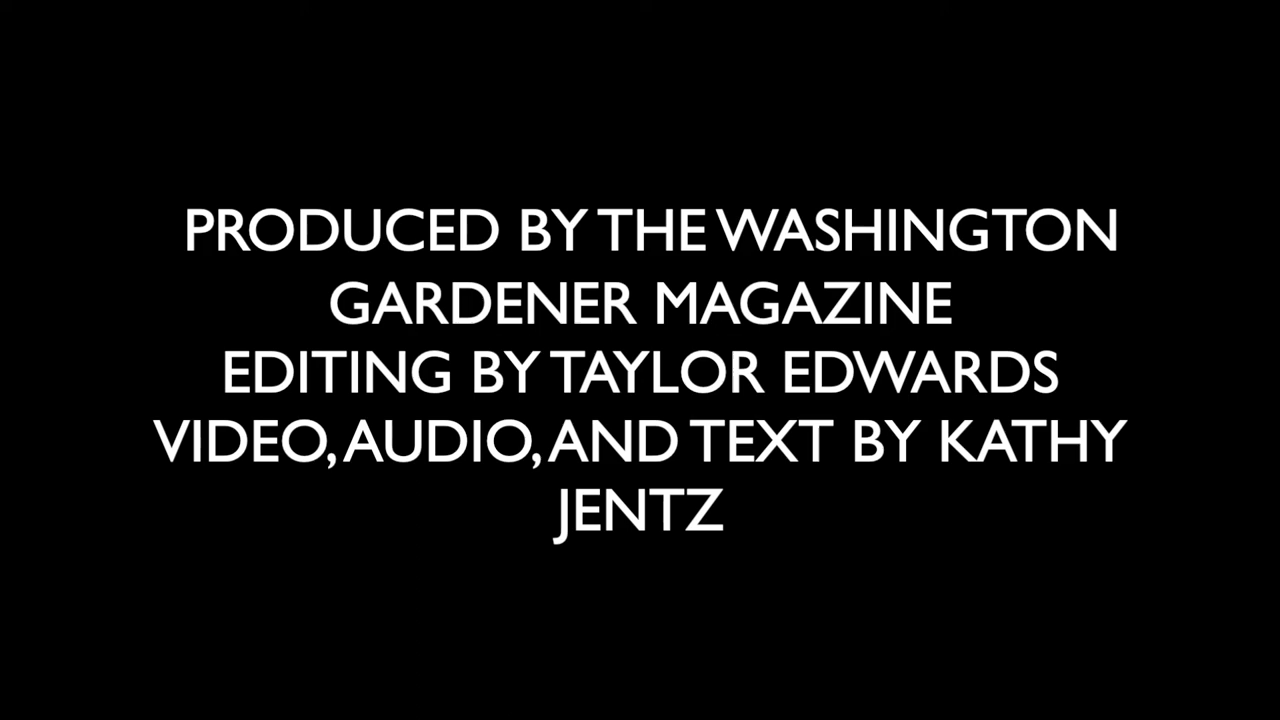 PRODUCED BY THE WASHINGTON
GARDENER MAGAZINE
EDITING BY TAYLOR EDWARDS
VIDEO, AUDIO, AND TEXT BY KATHY
JENTZ